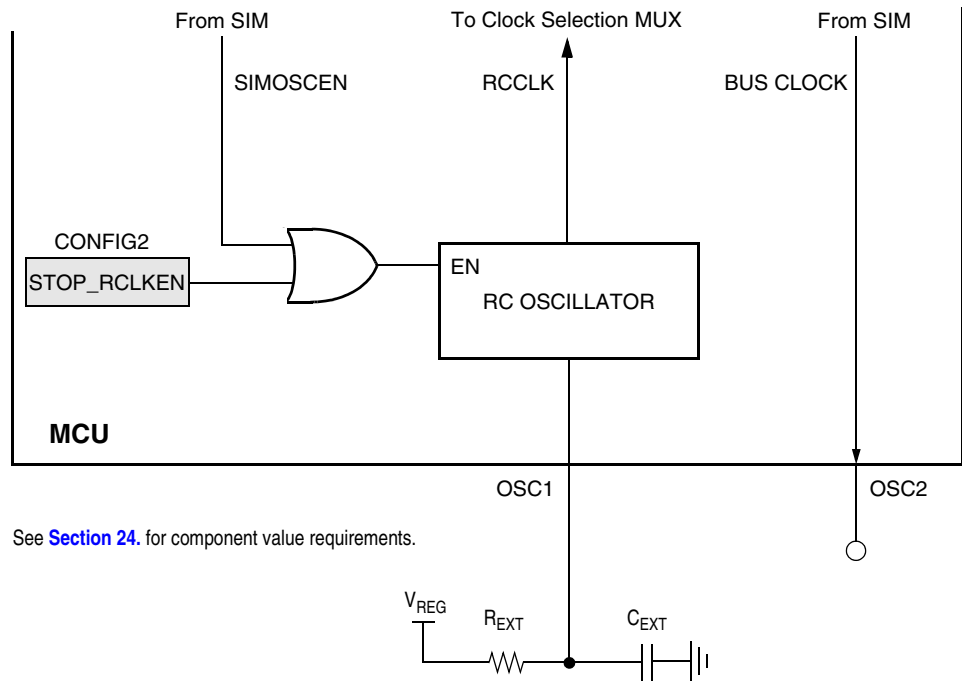 From SIM
To Clock Selection MUX
From SIM
SIMOSCEN
RCCLK
BUS CLOCK
CONFIG2
STOP_RCLKEN
EN
RC OSCILLATOR
MCU
OSC1
OSC2
See Section 24. for component value requirements.
VREG
REXT
CEXT